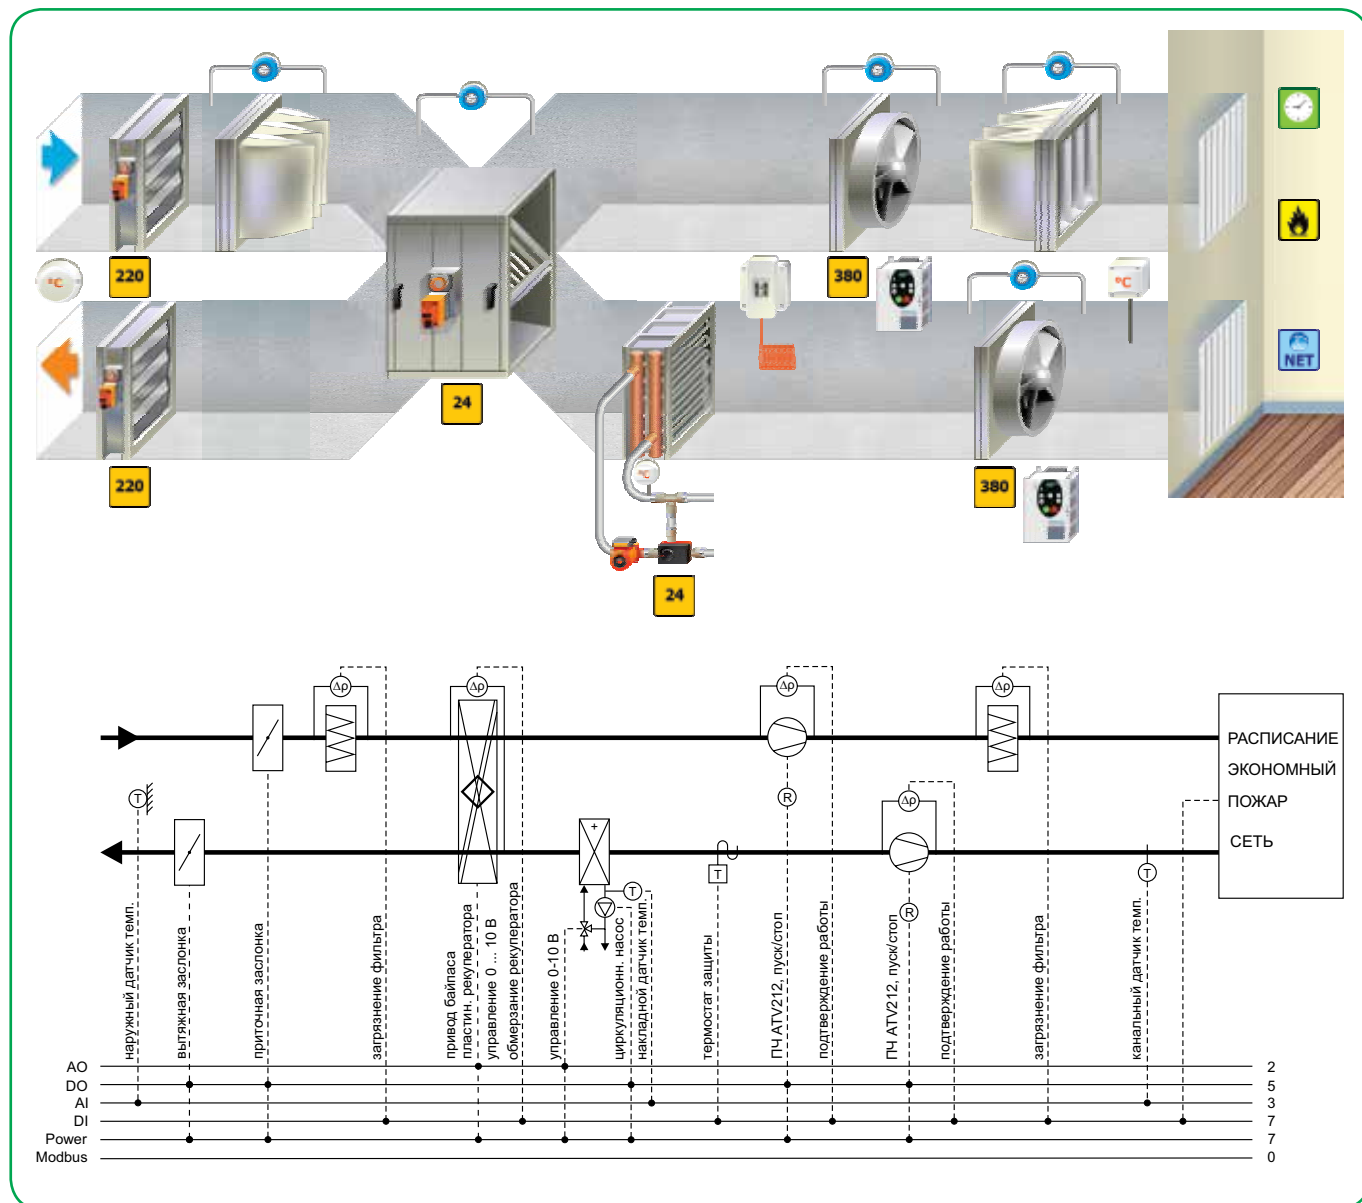 °C
220
380
°C
NET
24
°C
220
380
24
Δp
Δp
Δp
Δp
РАСПИСАНИЕ
ЭКОНОМНЫЙ
ПОЖАР
СЕТЬ
T
R
Δp
+
T
T
R
T
наружный датчик темп.
вытяжная заслонка
приточная заслонка
загрязнение фильтра
привод байпаса
пластин. рекуператора
управление 0 ... 10 В
обмерзание рекуператора
управление 0-10 В
циркуляционн. насос
накладной датчик темп.
термостат защиты
ПЧ ATV212, пуск/стоп
подтверждение работы
ПЧ ATV212, пуск/стоп
подтверждение работы
загрязнение фильтра
канальный датчик темп.
AO 2
DO 5
AI 3
DI 7
Power 7
Modbus 0